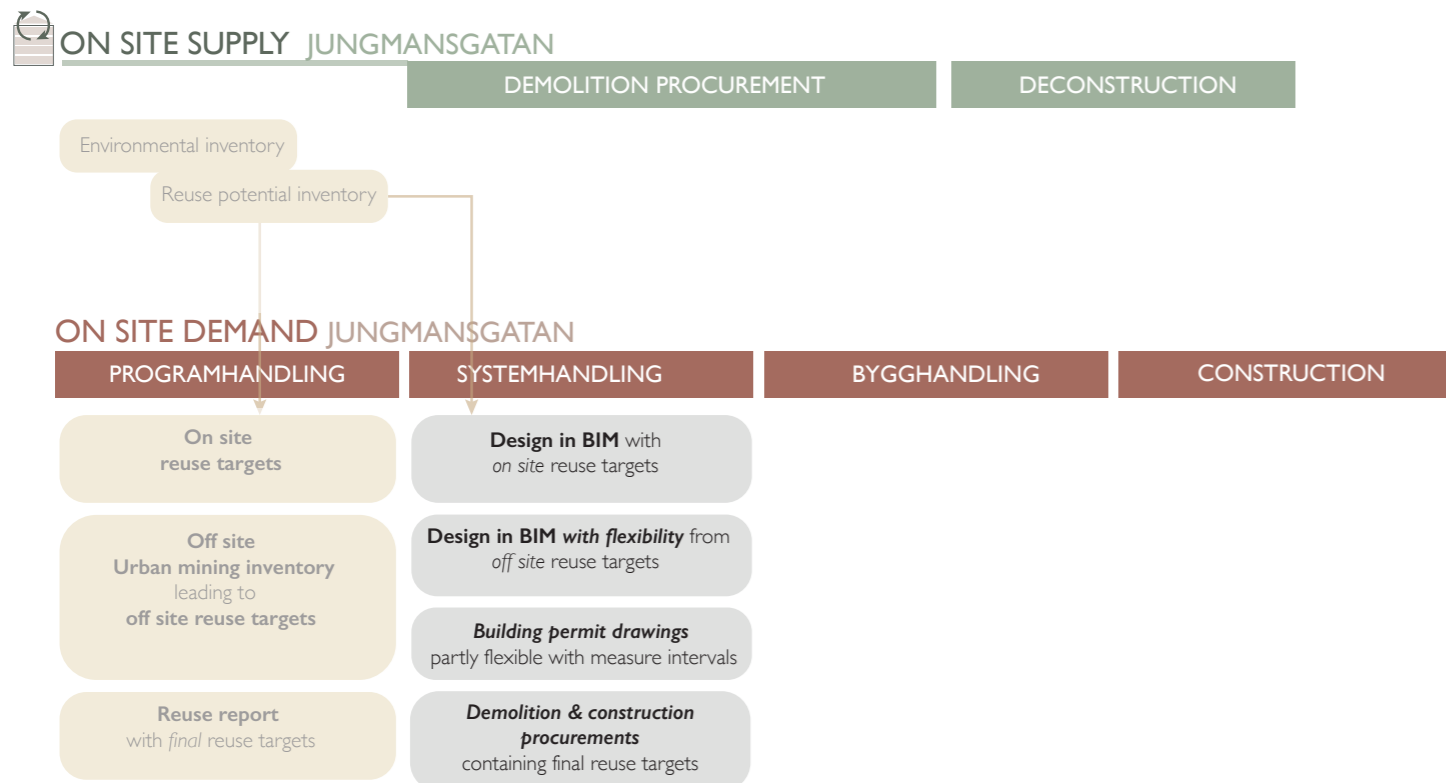 ON SITE SUPPLY JUNGMANSGATAN
DEMOLITION PROCUREMENT
DECONSTRUCTION
Environmental inventory
Reuse potential inventory
ON SITE DEMAND JUNGMANSGATAN
PROGRAMHANDLING
SYSTEMHANDLING
BYGGHANDLING
CONSTRUCTION
On site
reuse targets
Off site
Urban mining inventory
leading to
off site reuse targets
Reuse report
with final reuse targets
Design in BIM with
on site reuse targets
Design in BIM with flexibility from
off site reuse targets
Building permit drawings
partly flexible with measure intervals
Demolition & construction
procurements
containing final reuse targets